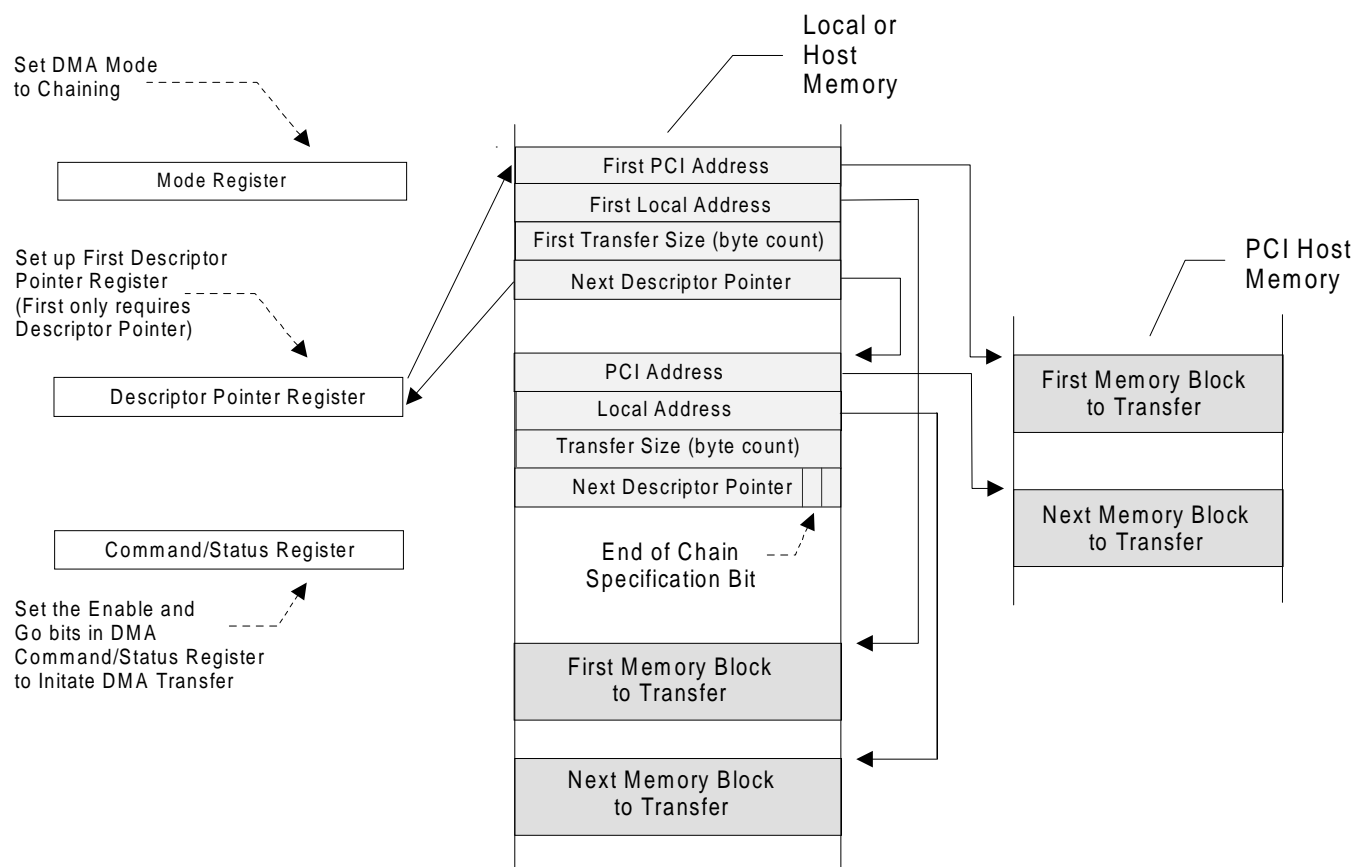 Set DMA Mode
to Chaining
Mode Register
Set up First Descriptor
Pointer Register
(First only requires
Descriptor Pointer)
Descriptor Pointer Register
Command/Status Register
Set the Enable and
Go bits in DMA
Command/Status Register
to Initate DMA Transfer
Local or
Host
Memory
First PCI Address
First Local Address
First Transfer Size (byte count)
Next Descriptor Pointer
PCI Address
Local Address
Transfer Size (byte count)
Next Descriptor Pointer
End of Chain
Specification Bit
First Memory Block
to Transfer
Next Memory Block
to Transfer
PCI Host
Memory
First Memory Block
to Transfer
Next Memory Block
to Transfer